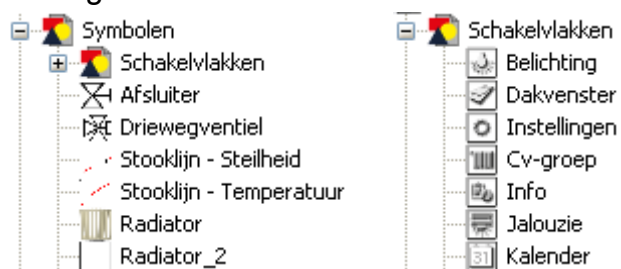 Symbolen
Schakelvlakken
Afsluiter
Driewegventiel
Stooklijn - Steilheid
Stooklijn - Temperatuur
Radiator
Radiator_2
Schakelvlakken
Belichting
Dakvenster
Instellingen
Cv-groep
Info
Jalouzie
31 Kalender